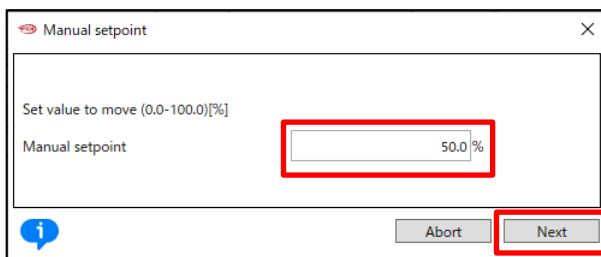 Manual setpoint
Set value to move (0.0-100.0)[%]
Manual setpoint 50.0 %
Abort Next